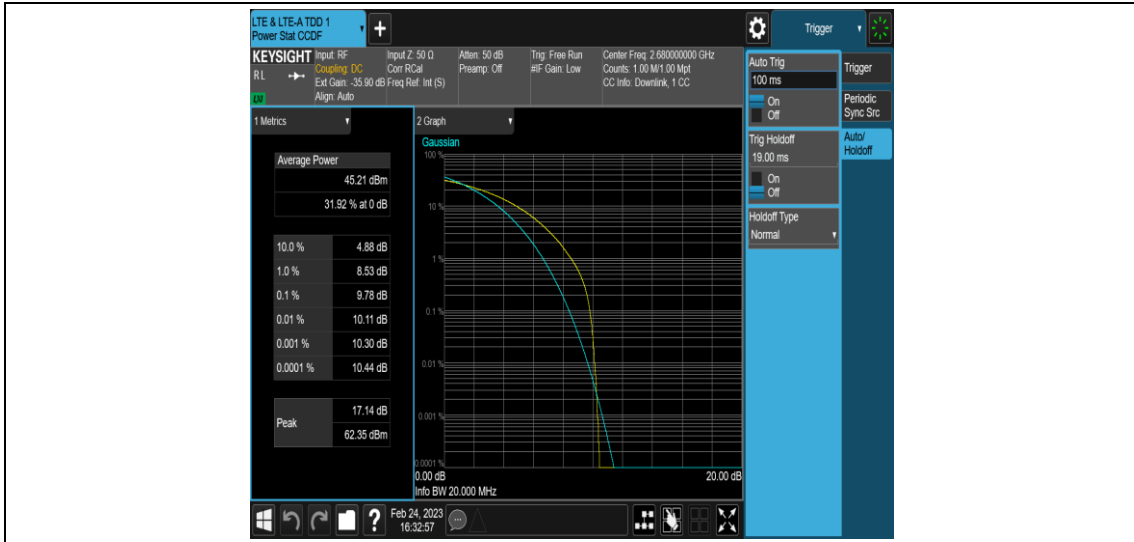 LTE & LTE-A TDD 1
Power Stat CCDF
Trigger
KEYSIGHT
R L
Input: RF
Coupling: DC
Ext Gain: -35.90 dB
Align: Auto
Input Z: 50 Ω
Corr RCal
Freq Ref: Int (S)
Atten: 50 dB
Preamp: Off
Trig: Free Run
#IF Gain: Low
Center Freq: 2.680000000 GHz
Counts: 1.00 M/1.00 Mpt
CC Info: Downlink, 1 CC
1 Metrics
Average Power
45.21 dBm
31.92 % at 0 dB
10.0 % 4.88 dB
1.0 % 8.53 dB
0.1 % 9.78 dB
0.01 % 10.11 dB
0.001 % 10.30 dB
0.0001 % 10.44 dB
Peak
17.14 dB
62.35 dBm
2 Graph
Gaussian
100 %
10 %
1 %
0.1 %
0.01 %
0.001 %
0.0001 %
0.00 dB 20.00 dB
Info BW 20.000 MHz
Auto Trig
100 ms
On
Off
Trig Holdoff
19.00 ms
On
Off
Holdoff Type
Normal
Trigger
Periodic
Sync Src
Auto/
Holdoff
?
Feb 24, 2023
16:32:57